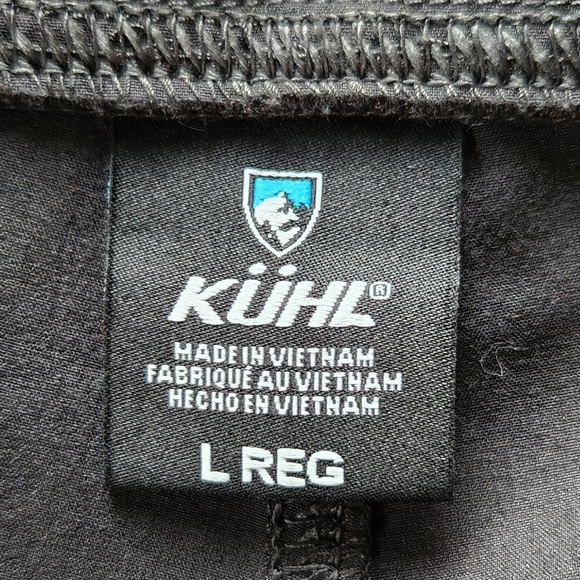 KÜHL®
MADE IN VIETNAM
FABRIQUÉ AU VIETNAM
HECHO EN VIETNAM
L REG